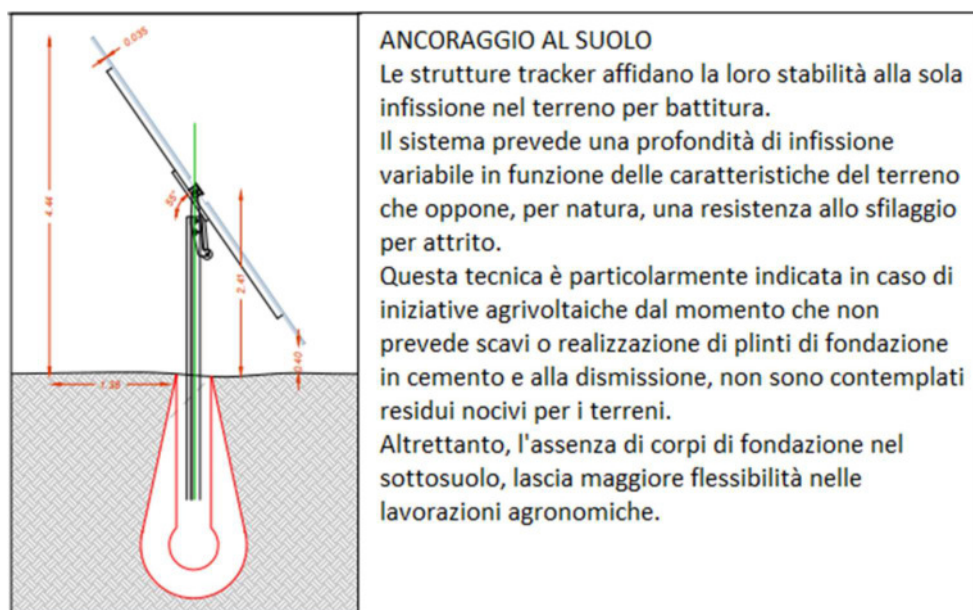 0.035
4.44
55°
2.41
0.40
1.38
ANCORAGGIO AL SUOLO
Le strutture tracker affidano la loro stabilità alla sola
infissione nel terreno per battitura.
Il sistema prevede una profondità di infissione
variabile in funzione delle caratteristiche del terreno
che oppone, per natura, una resistenza allo sfilaggio
per attrito.
Questa tecnica è particolarmente indicata in caso di
iniziative agrivoltaiche dal momento che non
prevede scavi o realizzazione di plinti di fondazione
in cemento e alla dismissione, non sono contemplati
residui nocivi per i terreni.
Altrettanto, l'assenza di corpi di fondazione nel
sottosuolo, lascia maggiore flessibilità nelle
lavorazioni agronomiche.